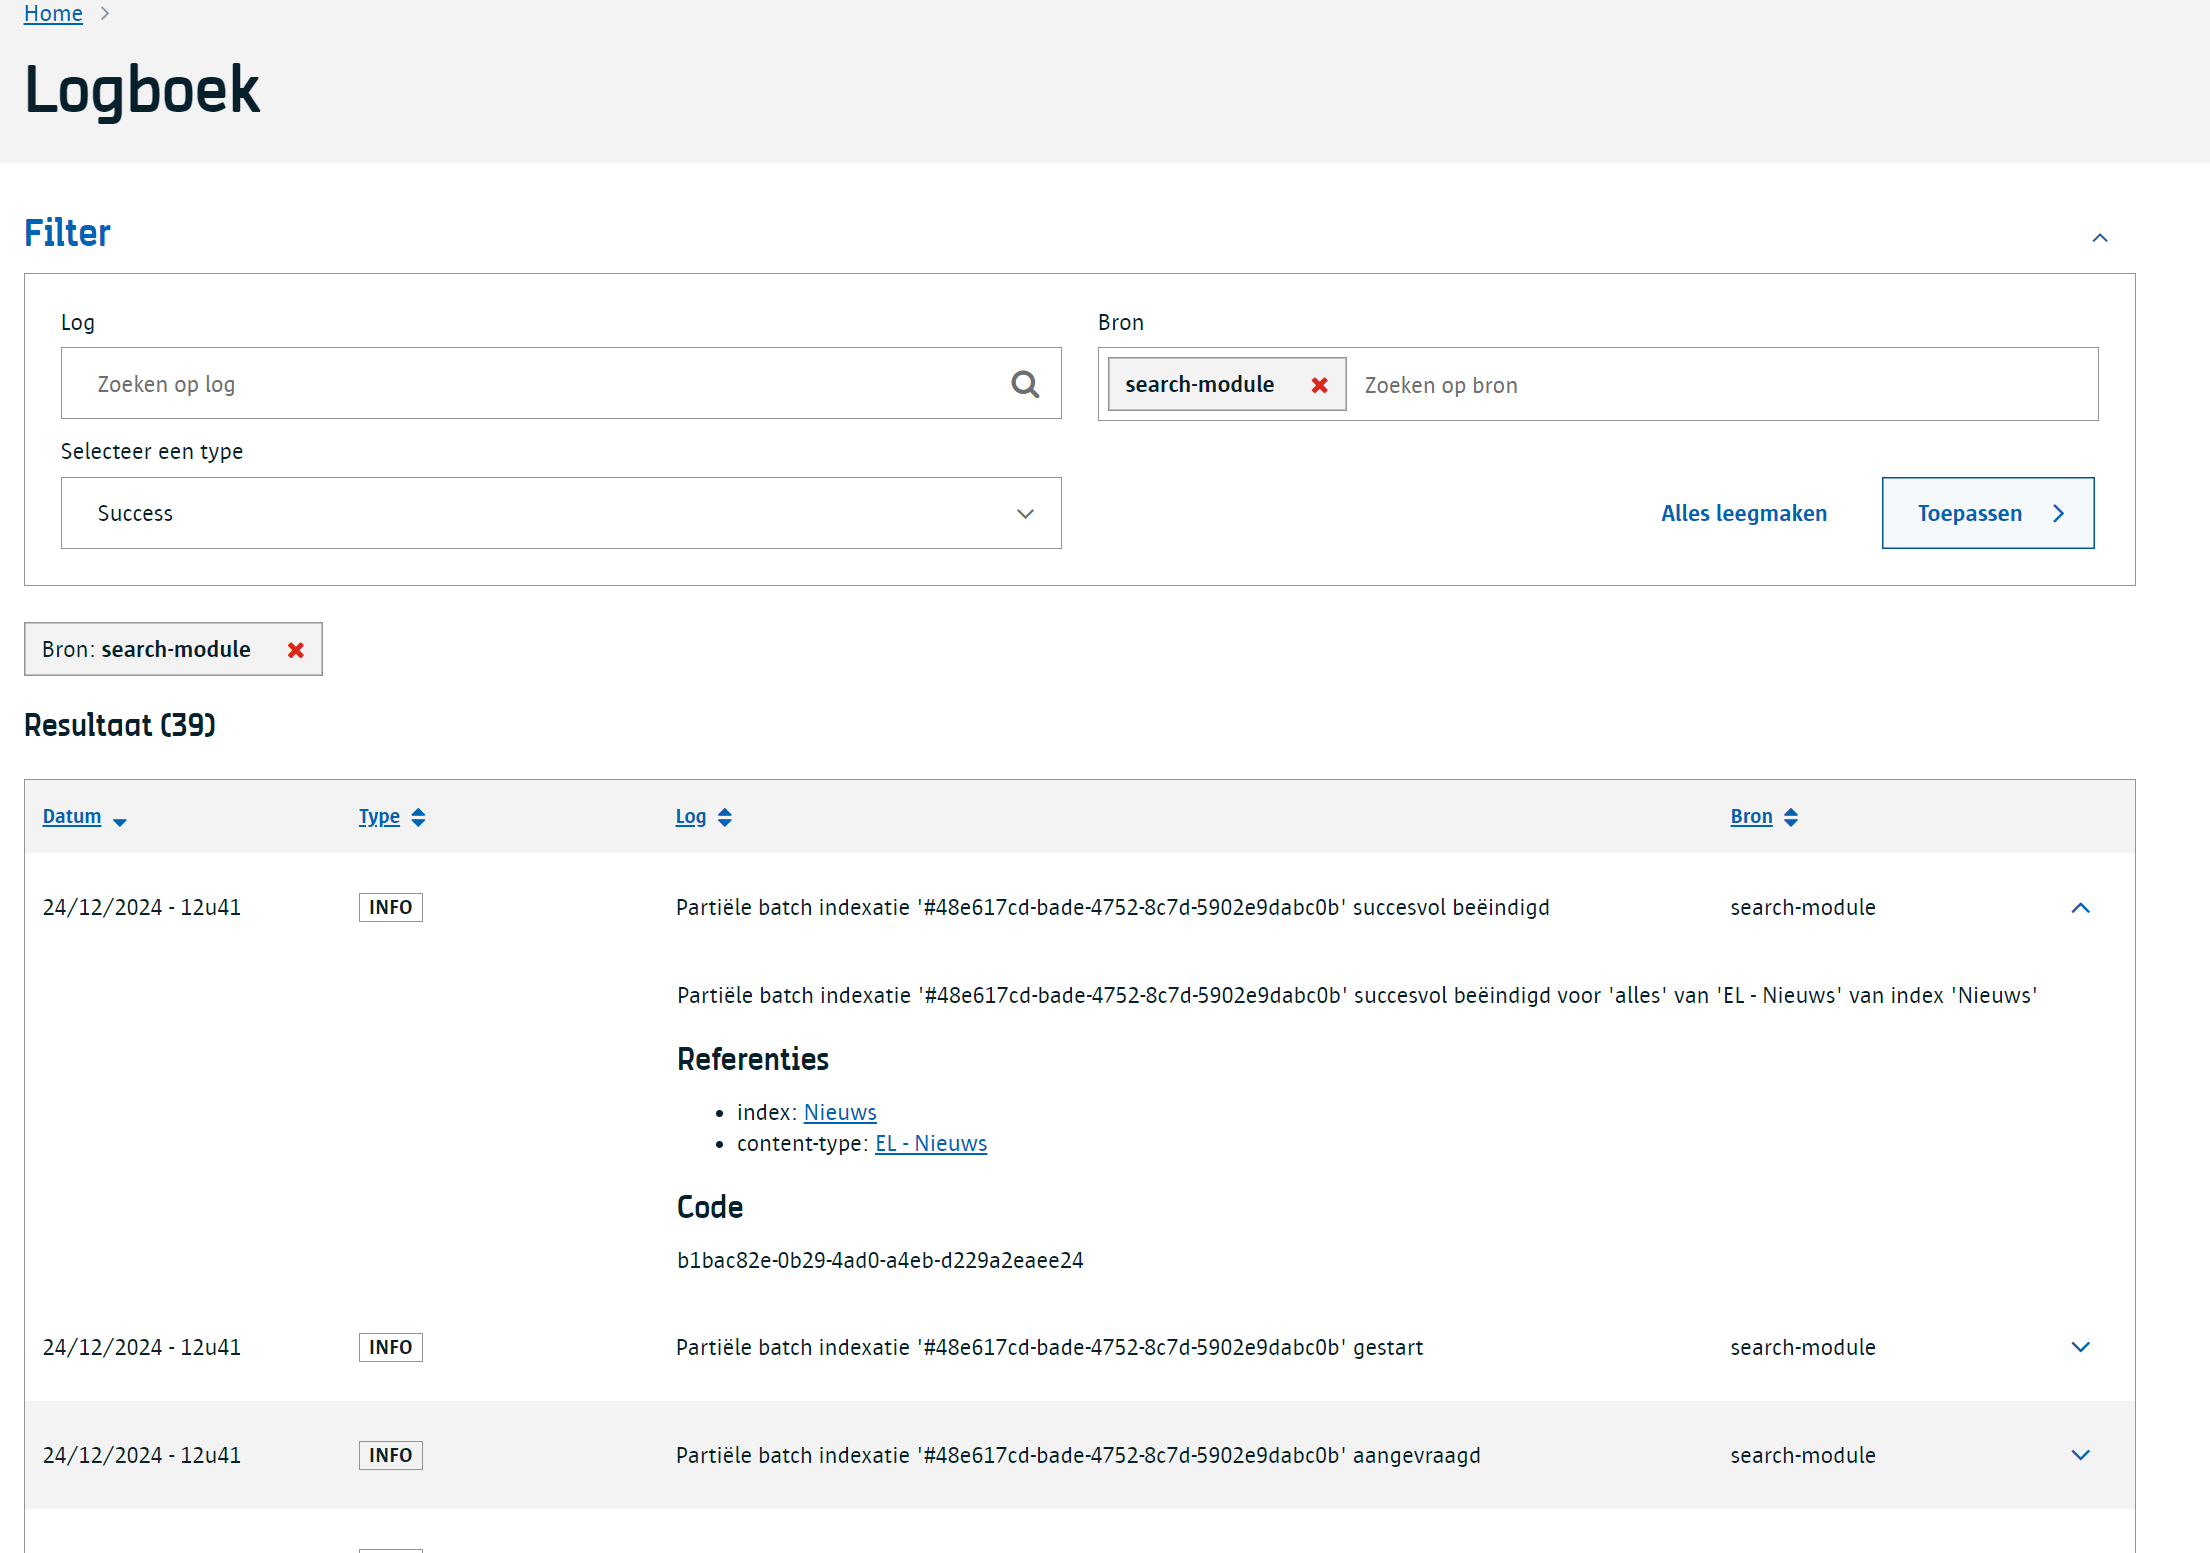 Home
Logboek
Filter
Log
Bron
Zoeken op log
search-module
Zoeken op bron
Selecteer een type
Success
Alles leegmaken
Toepassen
Bron: search-module
Resultaat (39)
Datum Type Log Bron
24/12/2024 - 12u41 INFO Partiële batch indexatie '#48e617cd-bade-4752-8c7d-5902e9dabc0b' succesvol beëindigd search-module
Partiële batch indexatie '#48e617cd-bade-4752-8c7d-5902e9dabc0b' succesvol beëindigd voor 'alles' van 'EL - Nieuws' van index 'Nieuws'
Referenties
• index: Nieuws
• content-type: EL - Nieuws
Code
b1bac82e-0b29-4ad0-a4eb-d229a2eaee24
24/12/2024 - 12u41 INFO Partiële batch indexatie '#48e617cd-bade-4752-8c7d-5902e9dabc0b' gestart search-module
24/12/2024 - 12u41 INFO Partiële batch indexatie '#48e617cd-bade-4752-8c7d-5902e9dabc0b' aangevraagd search-module